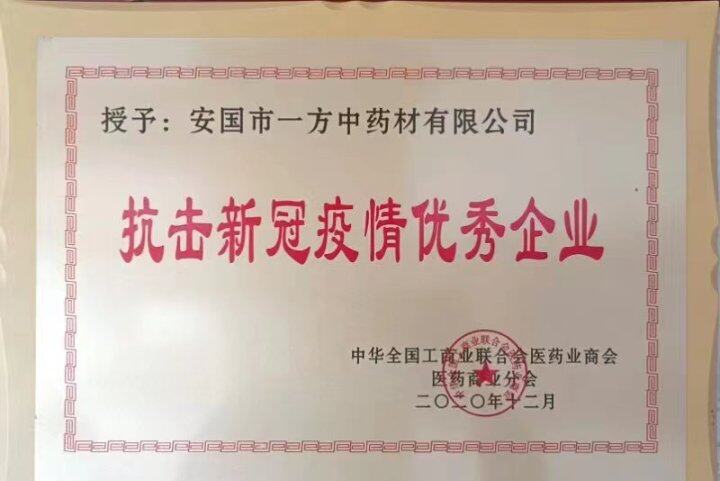 授予：安国市一方中药材有限公司
抗击新冠疫情优秀企业
中华全国工商业联合会医药业商会
医药商业分会
二〇二〇年十二月